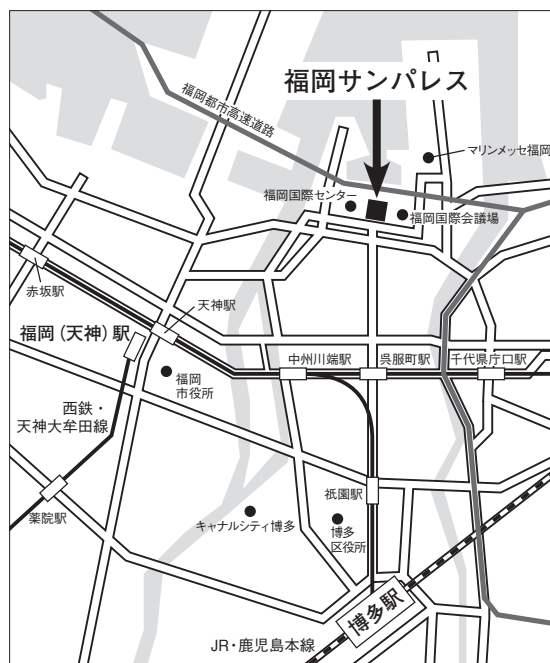 福岡サンパレス
福岡都市高速道路
マリンメッセ福岡
福岡国際センター
福岡国際会議場
赤坂駅
天神駅
福岡（天神）駅
中州川端駅
呉服町駅
千代県庁口駅
福岡
市役所
西鉄・
天神大牟田線
祇園駅
薬院駅
キャナルシティ博多
博多
区役所
博多駅
JR・鹿児島本線